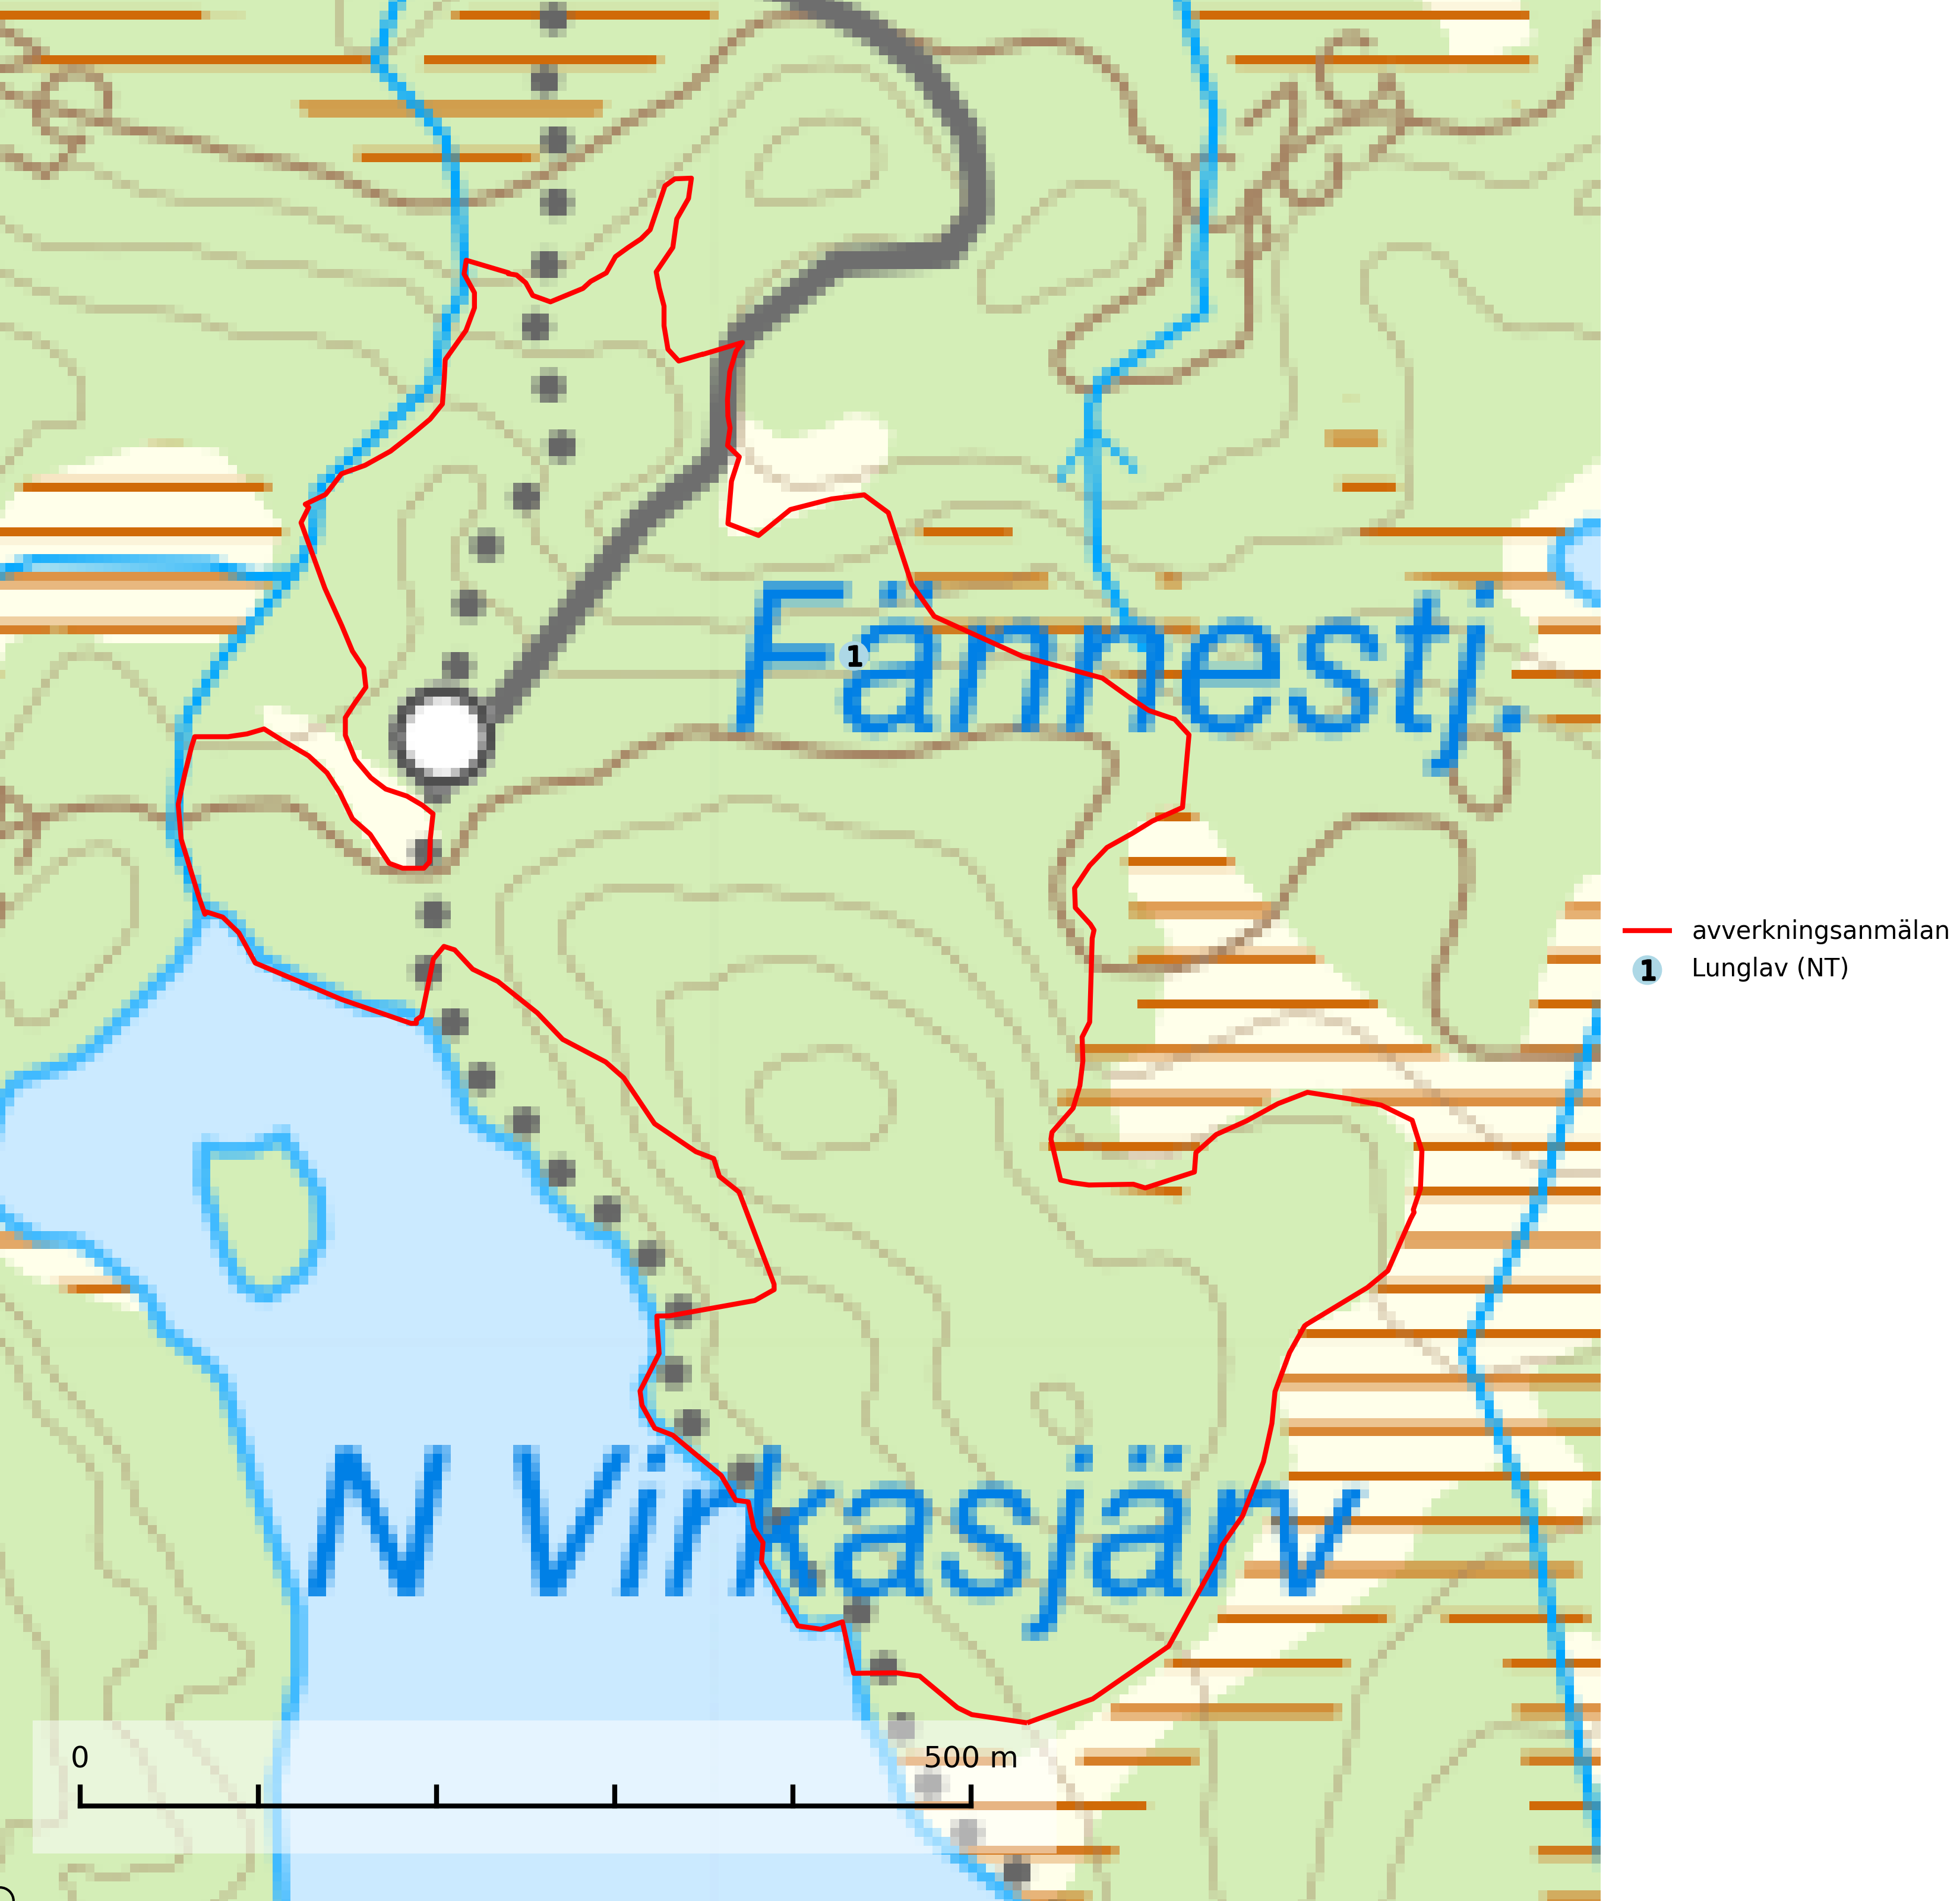 Fännestj.
1
avverkningsanmälan
1 Lunglav (NT)
N Virkasjärv
0 500 m